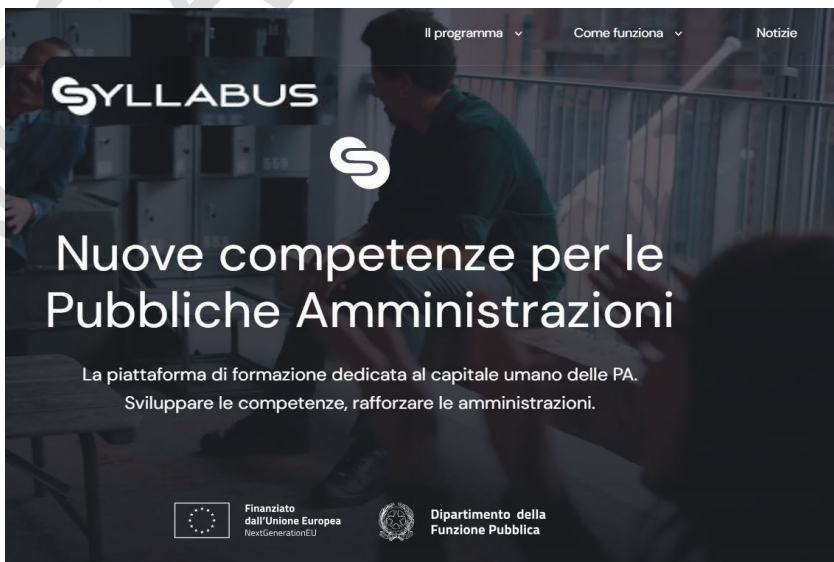 Il programma
Come funziona
Notizie
SYLLABUS
Nuove competenze per le
Pubbliche Amministrazioni
La piattaforma di formazione dedicata al capitale umano delle PA.
Sviluppare le competenze, rafforzare le amministrazioni.
Finanziato
dall'Unione Europea
NextGenerationEU
Dipartimento della
Funzione Pubblica